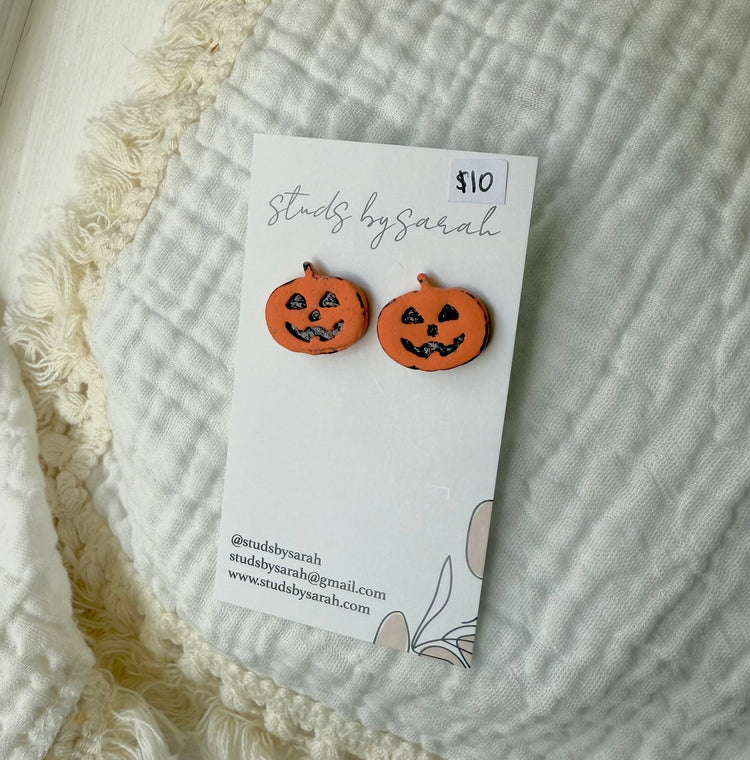 $10
studs by sarah
@studsbysarah
studsbysarah@gmail.com
www.studsbysarah.com